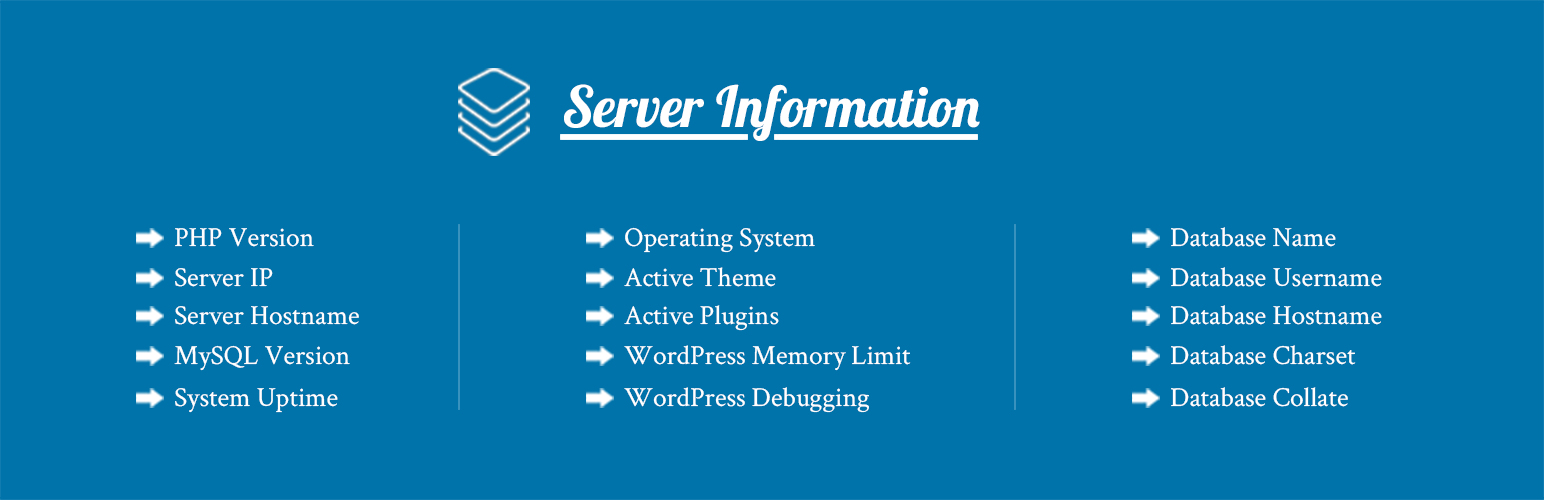 Server Information
PHP Version
Server IP
Server Hostname
MySQL Version
System Uptime
Operating System
Active Theme
Active Plugins
WordPress Memory Limit
WordPress Debugging
Database Name
Database Username
Database Hostname
Database Charset
Database Collate